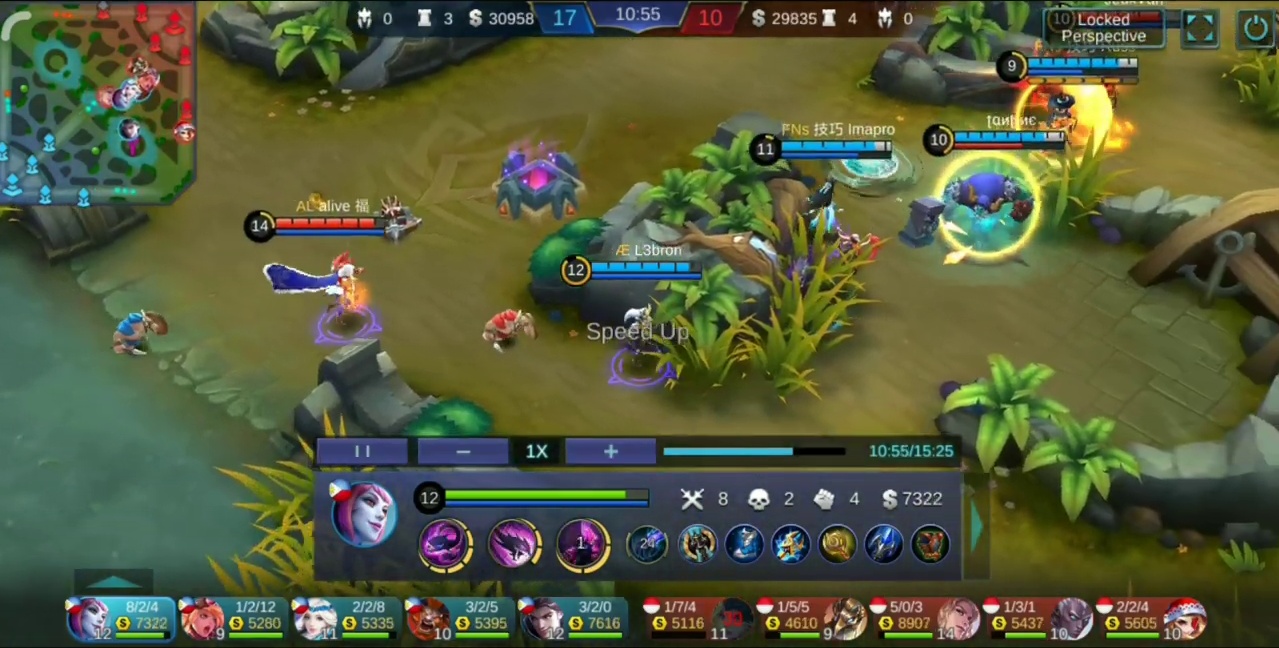 0 3 $ 30958 17 10:55 10 $ 29835 4 0
10 Locked
Perspective
9
10
11 FNs 技巧 Imapro
14 AL alive 福
12 Æ L3bron
Speed Up
− 1X + 10:55/15:25
12 8 2 4 $ 7322
1
8/2/4 1/2/12 2/2/8 3/2/5 3/2/0 1/7/4 1/5/5 5/0/3 1/3/1 2/2/4
7322 5280 5335 5395 7616 5116 4610 8907 5437 5605
12 9 11 10 12 11 9 14 10 10